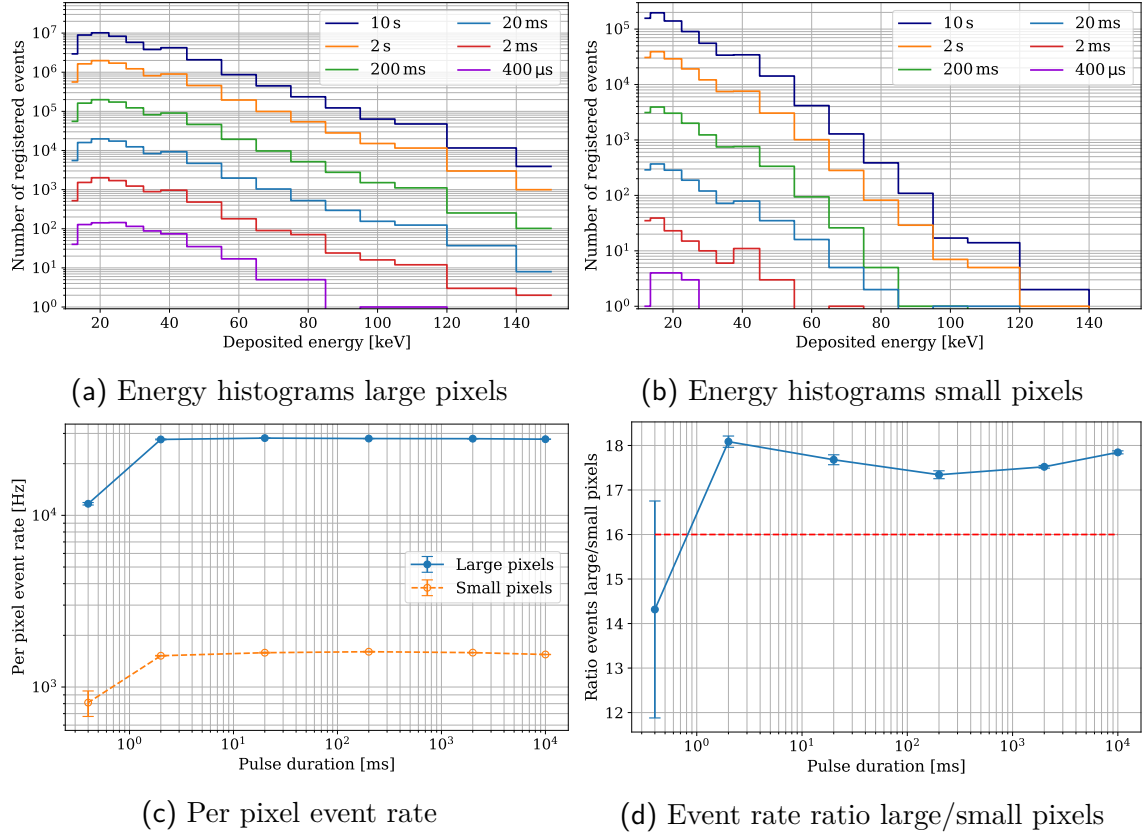 Number of registered events
10⁷
10⁶
10⁵
10⁴
10³
10²
10¹
10⁰
10 s
2 s
200 ms
20 ms
2 ms
400 µs
20 40 60 80 100 120 140
Deposited energy [keV]
(a) Energy histograms large pixels
Number of registered events
10⁵
10⁴
10³
10²
10¹
10⁰
10 s
2 s
200 ms
20 ms
2 ms
400 µs
20 40 60 80 100 120 140
Deposited energy [keV]
(b) Energy histograms small pixels
Per pixel event rate [Hz]
10⁴
10³
Large pixels
Small pixels
10⁰ 10¹ 10² 10³ 10⁴
Pulse duration [ms]
(c) Per pixel event rate
Ratio events large/small pixels
18
17
16
15
14
13
12
10⁰ 10¹ 10² 10³ 10⁴
Pulse duration [ms]
(d) Event rate ratio large/small pixels